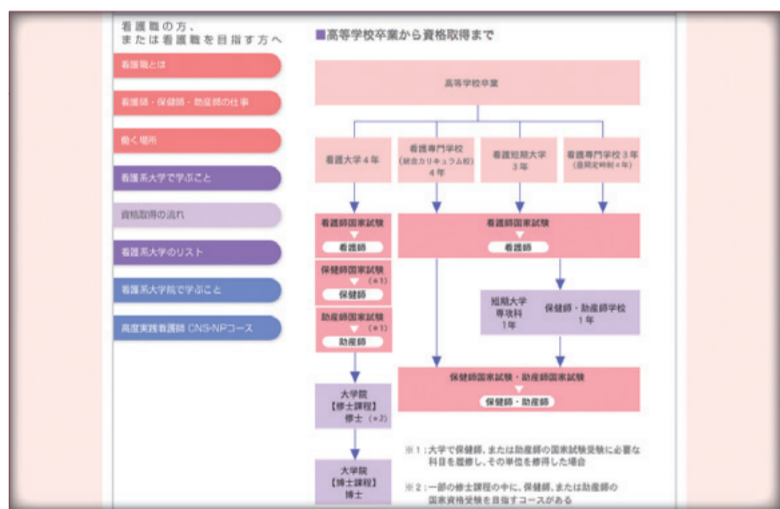 看護職の方、
または看護職を目指す方へ
看護職とは
看護師・保健師・助産師の仕事
働く場所
看護系大学で学ぶこと
資格取得の流れ
看護系大学のリスト
看護系大学院で学ぶこと
高度実践看護師 CNS-NPコース
■高等学校卒業から資格取得まで
高等学校卒業
看護大学4年
看護専門学校
(統合カリキュラム校)
4年
看護短期大学
3年
看護専門学校3年
(昼間定時制4年)
看護師国家試験
看護師
保健師国家試験
(※1)
保健師
助産師国家試験
(※1)
助産師
看護師国家試験
看護師
短期大学
専攻科
1年
保健師・助産師学校
1年
保健師国家試験・助産師国家試験
保健師・助産師
大学院
【修士課程】
修士 (※2)
大学院
【博士課程】
博士
※1:大学で保健師、または助産師の国家試験受験に必要な
科目を履修し、その単位を修得した場合
※2:一部の修士課程の中に、保健師、または助産師の
国家資格受験を目指すコースがある